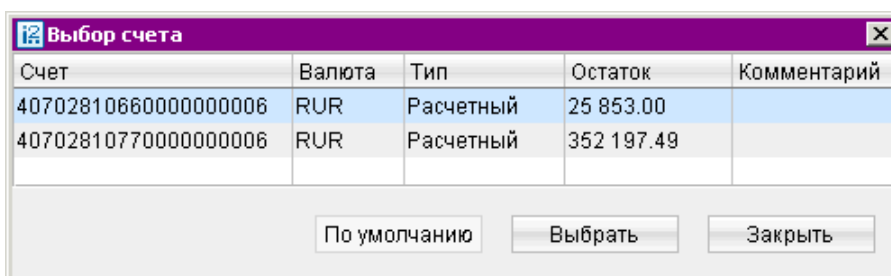 Выбор счета
Счет Валюта Тип Остаток Комментарий
40702810660000000006 RUR Расчетный 25 853.00
40702810770000000006 RUR Расчетный 352 197.49
По умолчанию Выбрать Закрыть